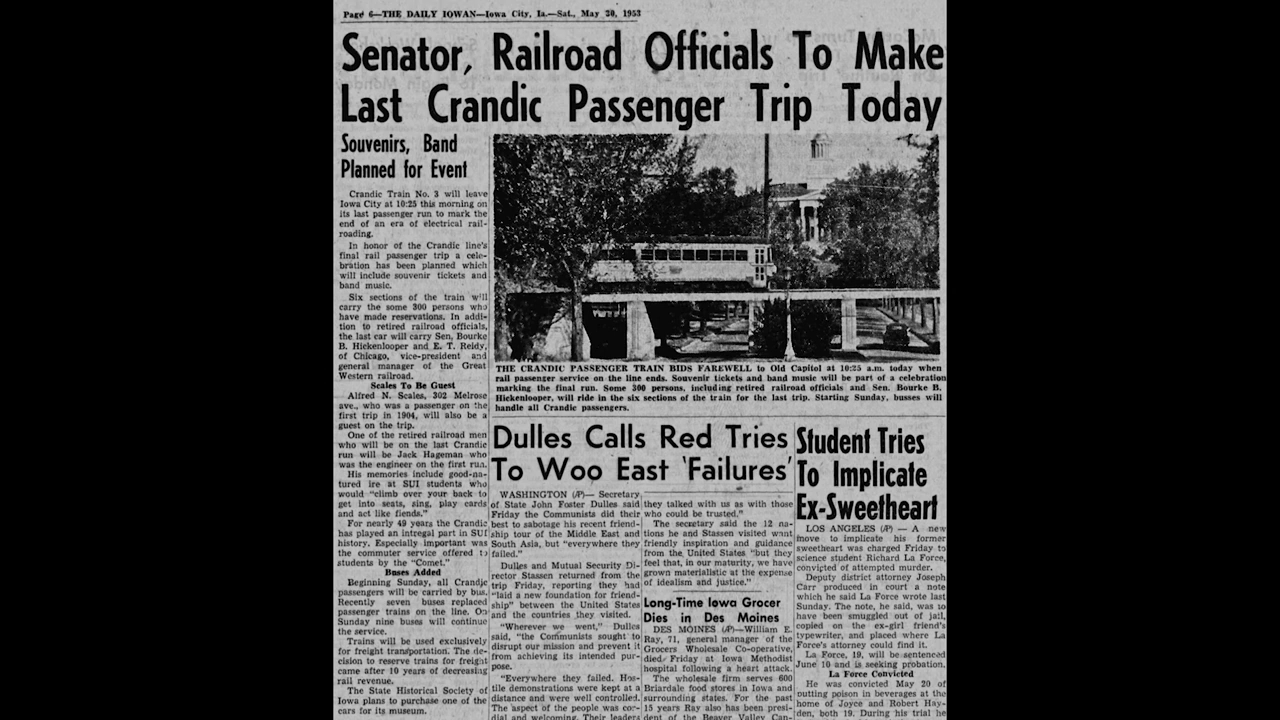 Page 6—THE DAILY IOWAN—Iowa City, Ia.—Sat., May 30, 1953
Senator, Railroad Officials To Make
Last Crandic Passenger Trip Today
Souvenirs, Band
Planned for Event
Crandic Train No. 3 will leave
Iowa City at 10:25 this morning on
its last passenger run to mark the
end of an era of electrical rail-
roading.
In honor of the Crandic line's
final rail passenger trip a cele-
bration has been planned which
will include souvenir tickets and
band music.
Six sections of the train will
carry the some 300 persons who
have made reservations. In addi-
tion to retired railroad officials,
the last car will carry Sen. Bourke
B. Hickenlooper and E. T. Reidy,
of Chicago, vice-president and
general manager of the Great
Western railroad.
Scales To Be Guest
Alfred N. Scales, 302 Melrose
ave., who was a passenger on the
first trip in 1904, will also be a
guest on the trip.
One of the retired railroad men
who will be on the last Crandic
run will be Jack Hageman who
was the engineer on the first run.
His memories include good-na-
tured ire at SUI students who
would "climb over your back to
get into seats, sing, play cards
and act like fiends."
For nearly 49 years the Crandic
has played an intregal part in SUI
history. Especially important was
the commuter service offered to
students by the "Comet."
Buses Added
Beginning Sunday, all Crandic
passengers will be carried by bus.
Recently seven buses replaced
passenger trains on the line. On
Sunday nine buses will continue
the service.
Trains will be used exclusively
for freight transportation. The de-
cision to reserve trains for freight
came after 10 years of decreasing
rail revenue.
The State Historical Society of
Iowa plans to purchase one of the
cars for its museum.
THE CRANDIC PASSENGER TRAIN BIDS FAREWELL to Old Capitol at 10:25 a.m. today when
rail passenger service on the line ends. Souvenir tickets and band music will be part of a celebration
marking the final run. Some 300 persons, including retired railroad officials and Sen. Bourke B.
Hickenlooper, will ride in the six sections of the train for the last trip. Starting Sunday, busses will
handle all Crandic passengers.
Dulles Calls Red Tries
To Woo East 'Failures'
WASHINGTON (AP)— Secretary
of State John Foster Dulles said
Friday the Communists did their
best to sabotage his recent friend-
ship tour of the Middle East and
South Asia, but "everywhere they
failed."
Dulles and Mutual Security Di-
rector Stassen returned from the
trip Friday, reporting they had
"laid a new foundation for friend-
ship" between the United States
and the countries they visited.
"Wherever we went," Dulles
said, "the Communists sought to
disrupt our mission and prevent it
from achieving its intended pur-
pose.
"Everywhere they failed. Hos-
tile demonstrations were kept at a
distance and were well controlled.
The aspect of the people was cor-
dial and welcoming. Their leaders
they talked with us as with those
who could be trusted."
The secretary said the 12 na-
tions he and Stassen visited want
friendly inspiration and guidance
from the United States "but they
feel that, in our maturity, we have
grown materialistic at the expense
of idealism and justice."
Long-Time Iowa Grocer
Dies in Des Moines
DES MOINES (AP)—William E.
Ray, 71, general manager of the
Grocers Wholesale Co-operative,
died Friday at Iowa Methodist
hospital following a heart attack.
The wholesale firm serves 600
Briardale food stores in Iowa and
surrounding states. For the past
15 years Ray also has been presi-
dent of the Beaver Valley Can-
Student Tries
To Implicate
Ex-Sweetheart
LOS ANGELES (AP) — A new
move to implicate his former
sweetheart was charged Friday to
science student Richard La Force,
convicted of attempted murder.
Deputy district attorney Joseph
Carr produced in court a note
which he said La Force wrote last
Sunday. The note, he said, was to
have been smuggled out of jail,
copied on the ex-girl friend's
typewriter, and placed where La
Force's attorney could find it.
La Force, 19, will be sentenced
June 10 and is seeking probation.
La Force Convicted
He was convicted May 20 of
putting poison in beverages at the
home of Joyce and Robert Hay-
den, both 19. During his trial he